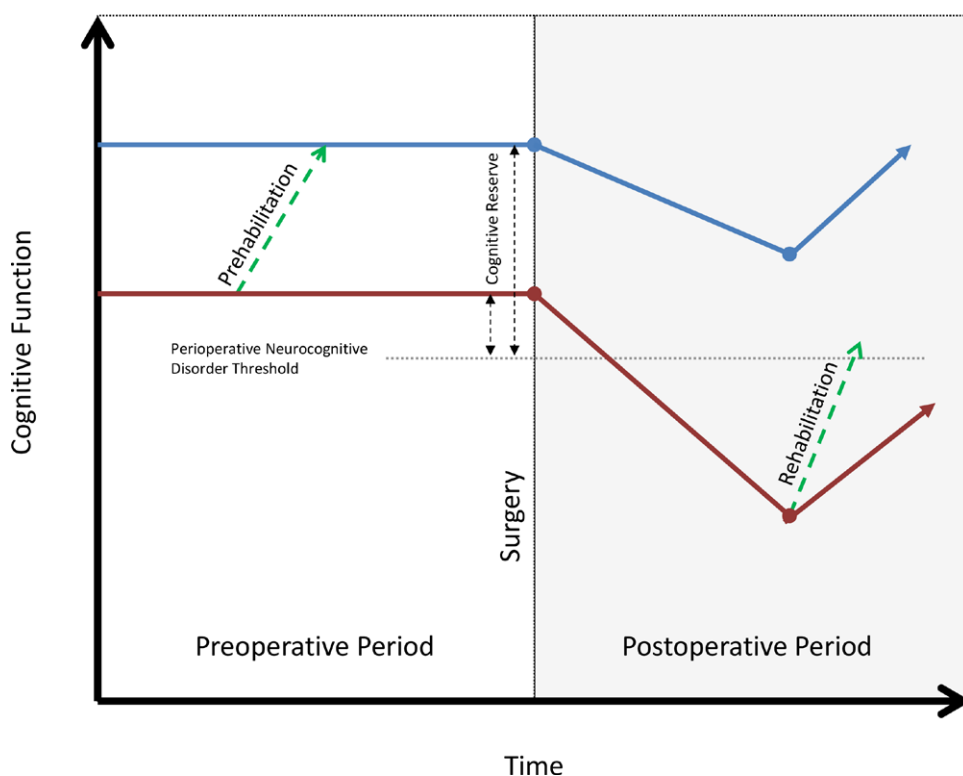 Prehabilitation
Cognitive Reserve
Cognitive Function
Perioperative Neurocognitive
Disorder Threshold
Rehabilitation
Surgery
Preoperative Period
Postoperative Period
Time